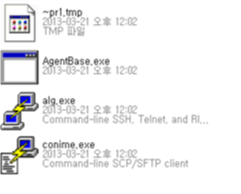 ~pr1.tmp
2013-03-21 오후 12:02
TMP 파일
AgentBase.exe
2013-03-21 오후 12:02
alg.exe
2013-03-21 오후 12:02
Command-line SSH, Telnet, and Rl...
conime.exe
2013-03-21 오후 12:02
Command-line SCP/SFTP client